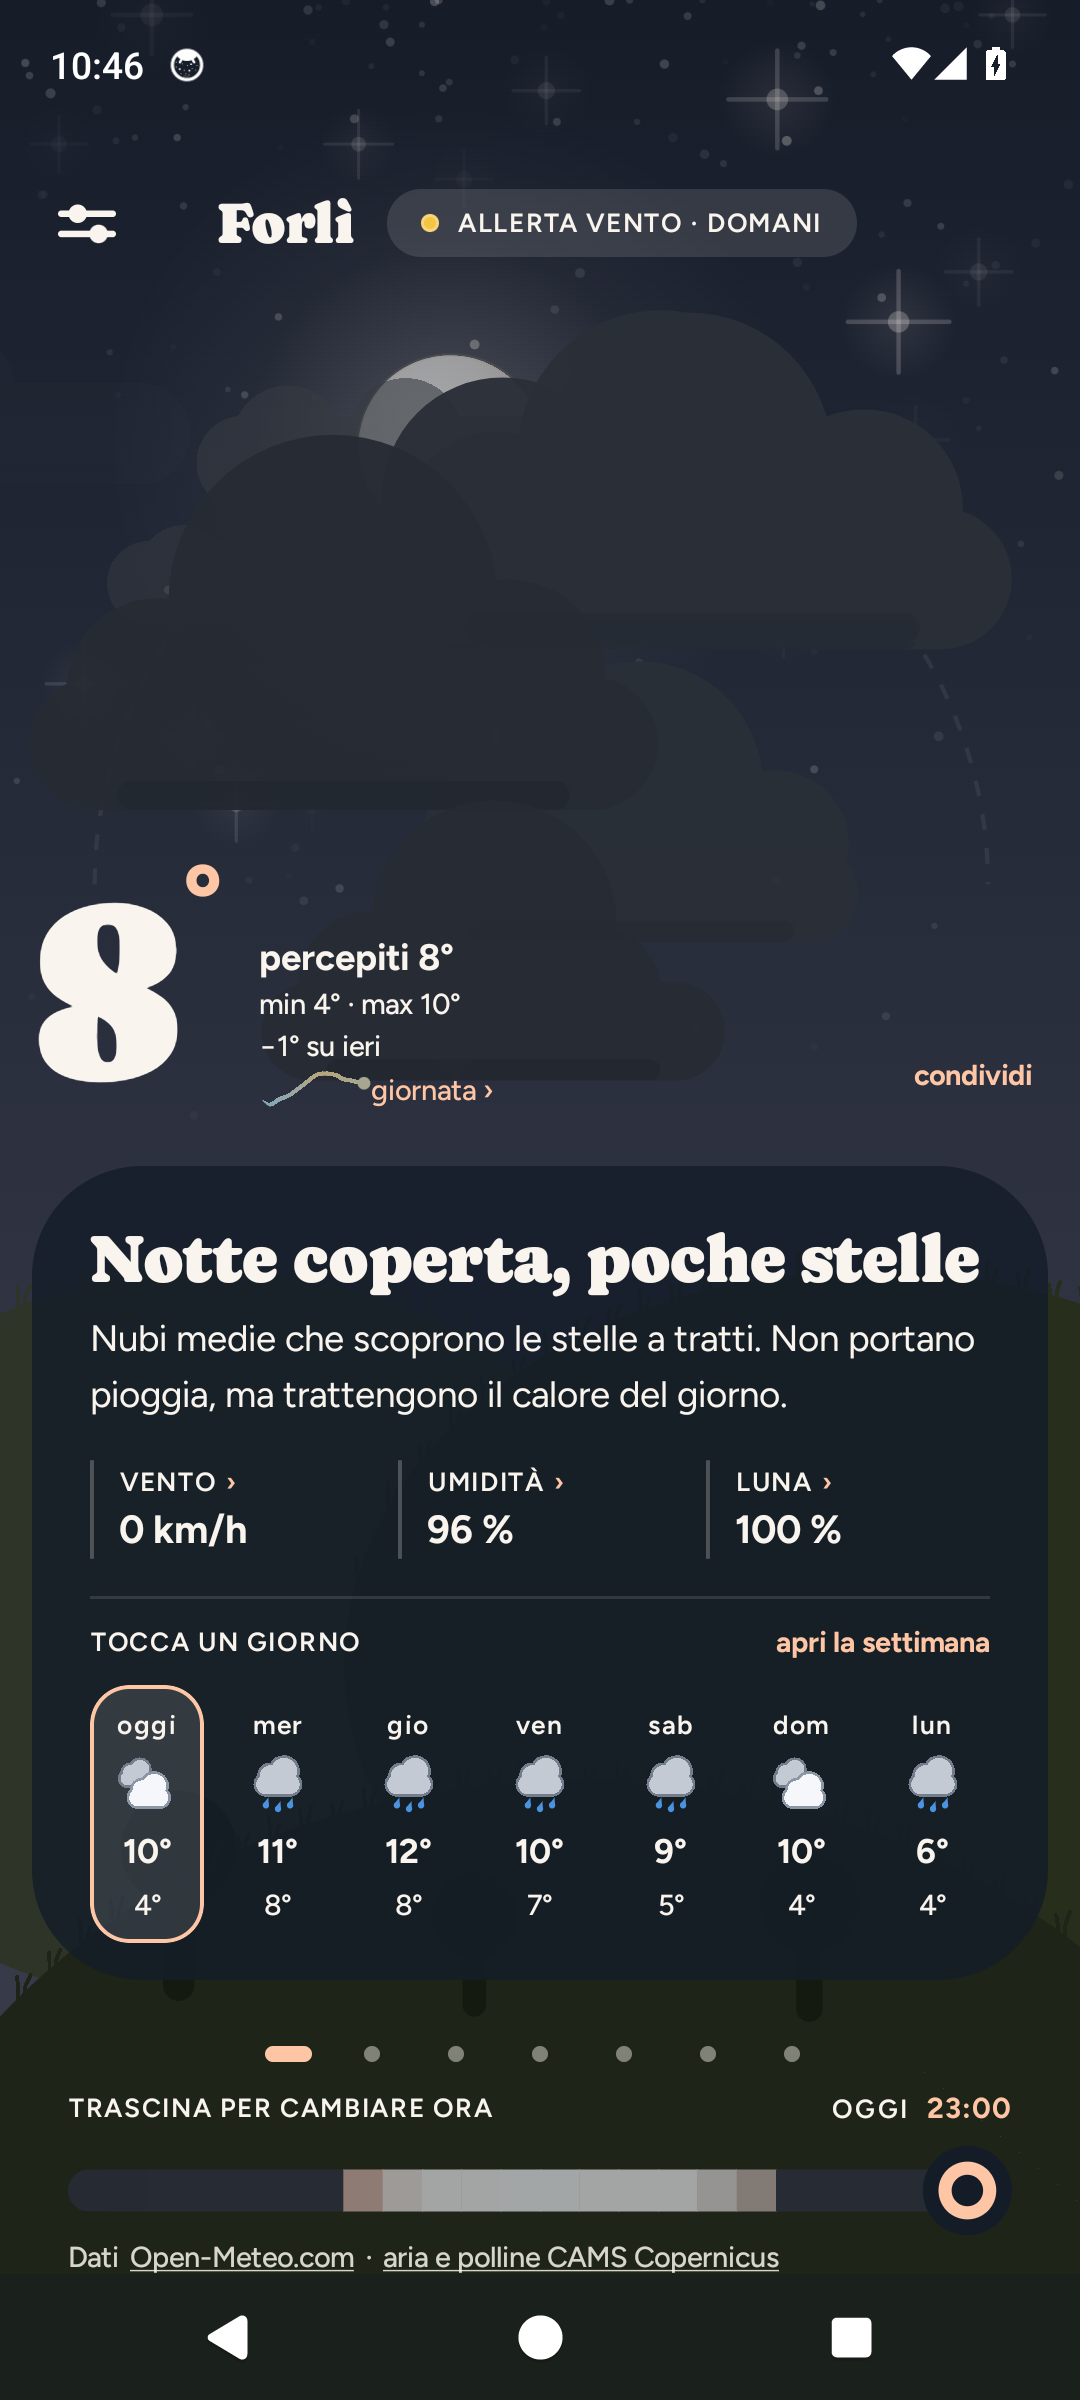 10:46
Forlì
ALLERTA VENTO · DOMANI
8°
percepiti 8°
min 4° · max 10°
−1° su ieri
giornata ›
condividi
Notte coperta, poche stelle
Nubi medie che scoprono le stelle a tratti. Non portano
pioggia, ma trattengono il calore del giorno.
VENTO › UMIDITÀ › LUNA ›
0 km/h 96 % 100 %
TOCCA UN GIORNO apri la settimana
oggi mer gio ven sab dom lun
10° 11° 12° 10° 9° 10° 6°
4° 8° 8° 7° 5° 4° 4°
TRASCINA PER CAMBIARE ORA OGGI 23:00
Dati Open-Meteo.com · aria e polline CAMS Copernicus